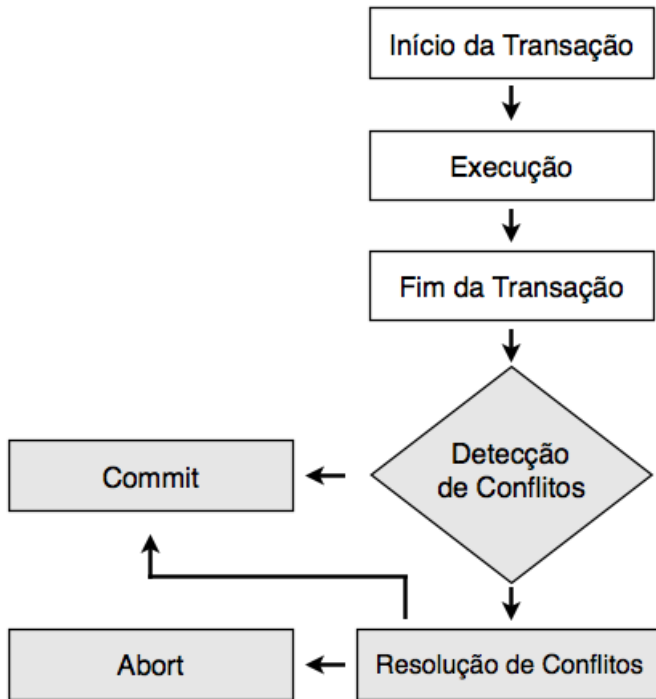 Início da Transação
Execução
Fim da Transação
Detecção
de Conflitos
Commit
Resolução de Conflitos
Abort